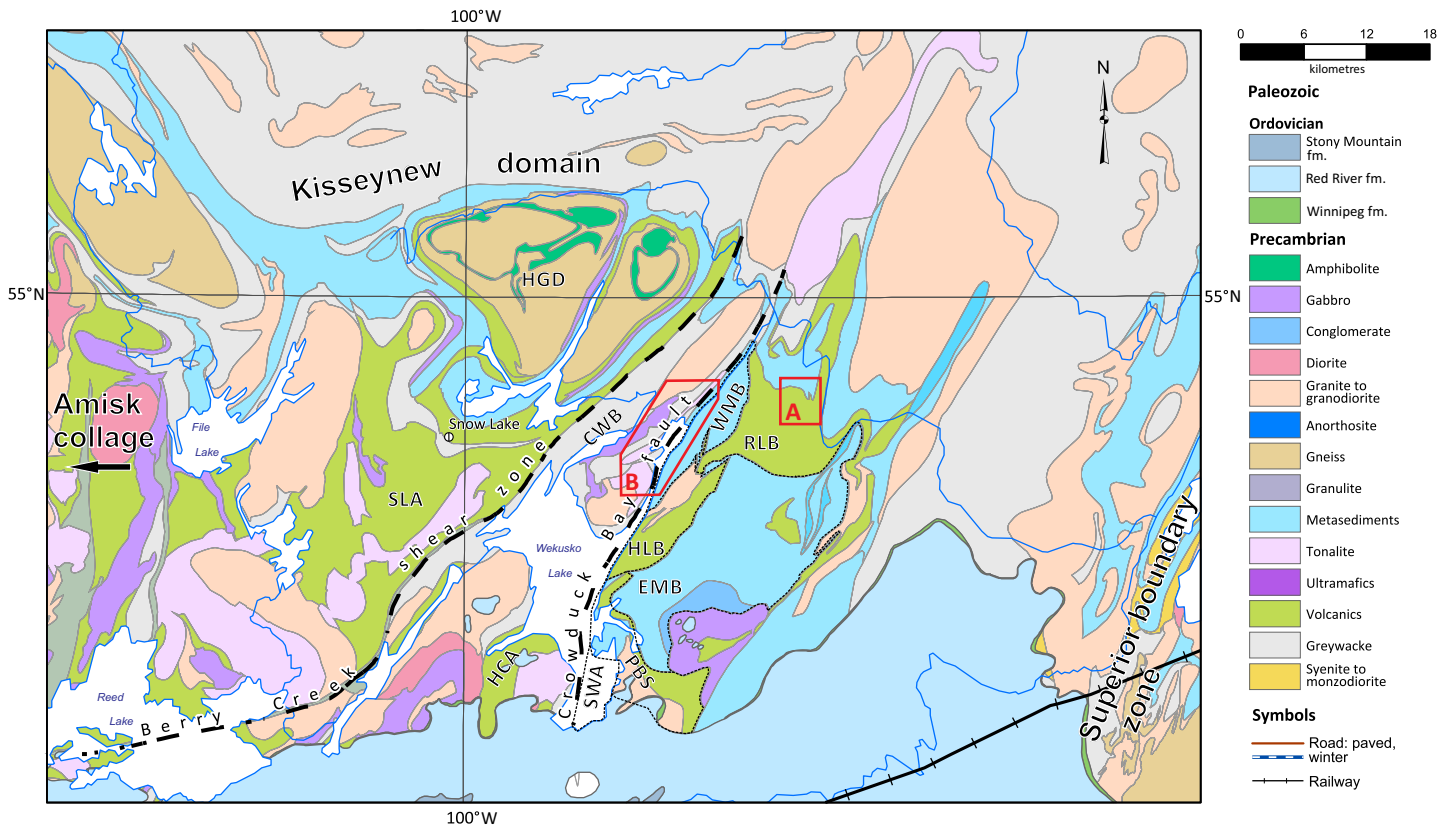 100°W
0 6 12 18
kilometres
N
Paleozoic
Ordovician
Stony Mountain
fm.
Red River fm.
Winnipeg fm.
Precambrian
Amphibolite
Gabbro
Conglomerate
Diorite
Granite to
granodiorite
Anorthosite
Gneiss
Granulite
Metasediments
Tonalite
Ultramafics
Volcanics
Greywacke
Syenite to
monzodiorite
Symbols
Road: paved,
winter
Railway
Kisseynew domain
HGD
55°N
55°N
Amisk
collage
File
Lake
Snow Lake
CWB
WMB
A
RLB
B
SLA
Berry Creek shear zone
Crowduck Bay fault
Wekusko
Lake
HLB
EMB
HCA
SWA
PBS
Reed
Lake
Superior boundary
zone
100°W